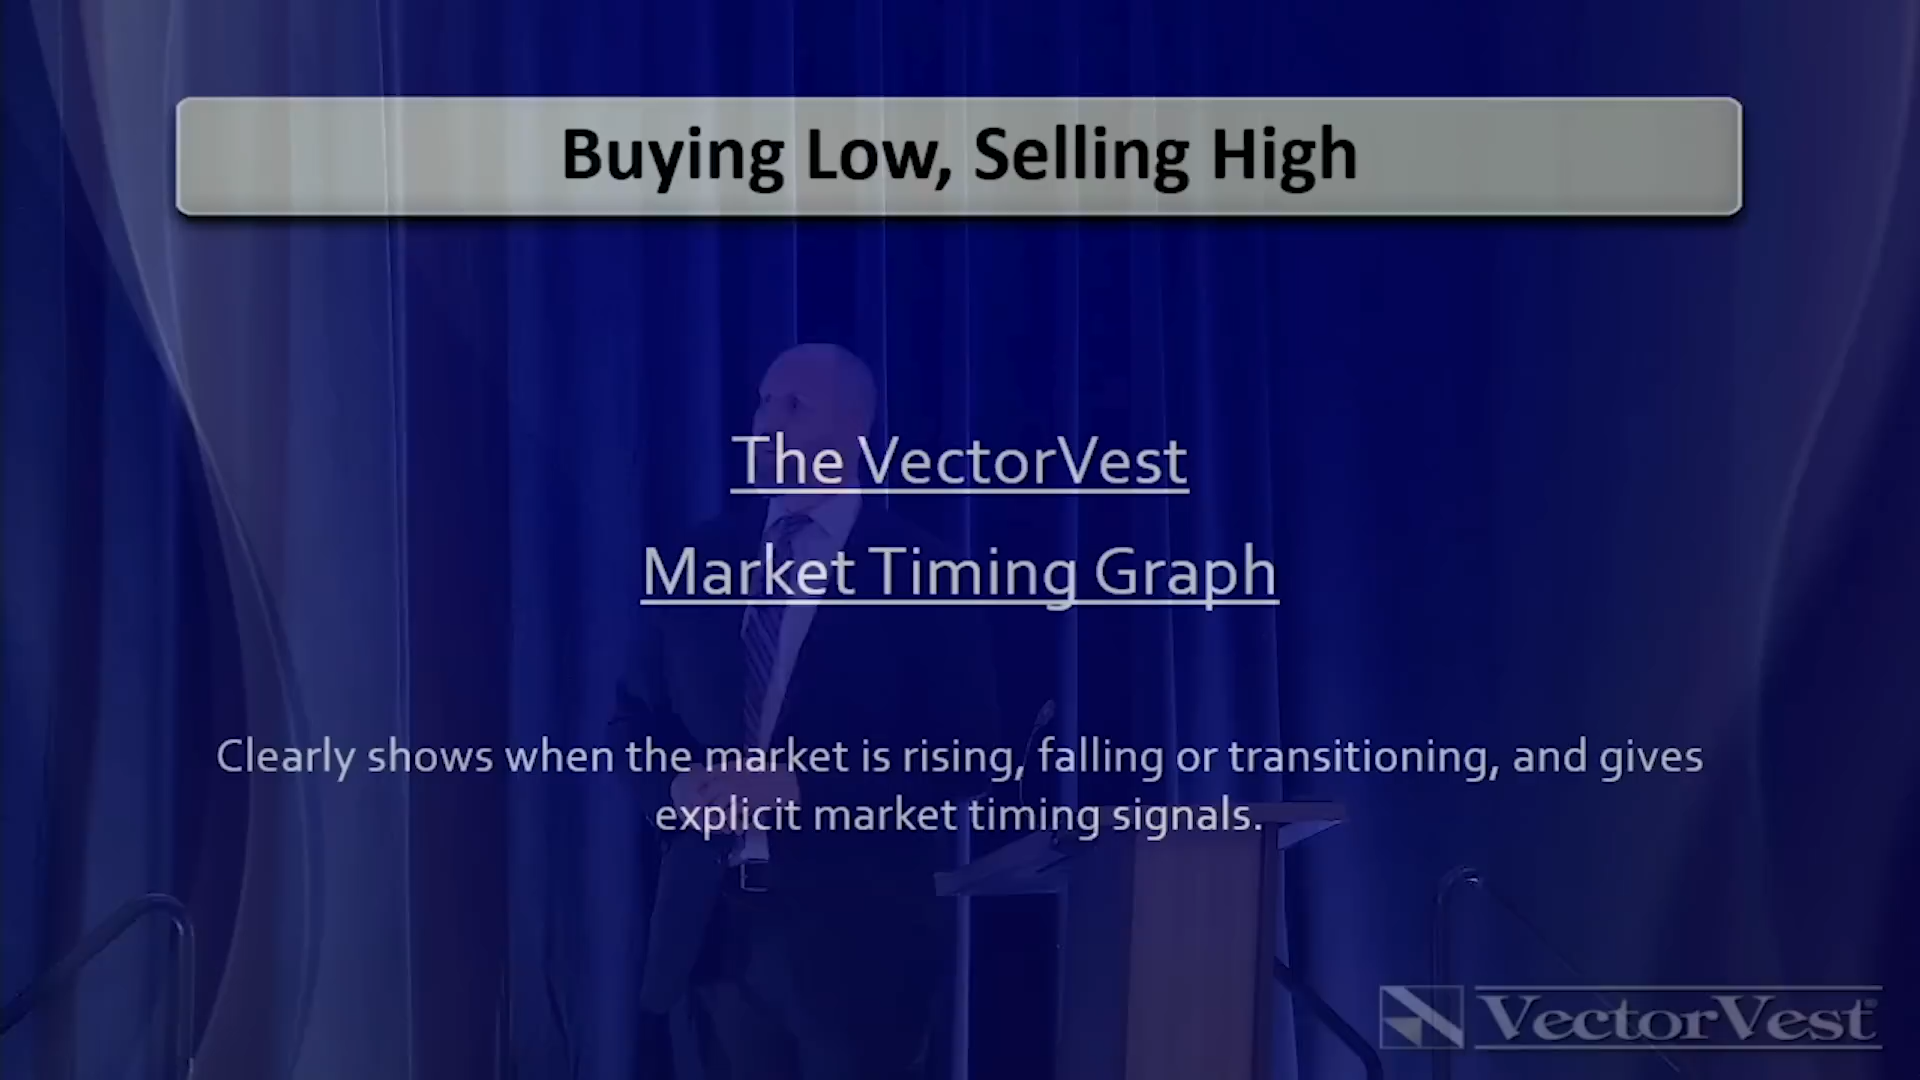 Buying Low, Selling High
The VectorVest
Market Timing Graph
Clearly shows when the market is rising, falling or transitioning, and gives
explicit market timing signals.
VectorVest®